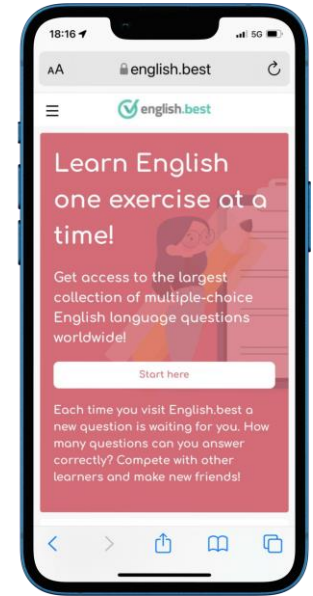 18:16 5G
AA english.best
english.best
Learn English
one exercise at a
time!
Get access to the largest
collection of multiple-choice
English language questions
worldwide!
Start here
Each time you visit English.best a
new question is waiting for you. How
many questions can you answer
correctly? Compete with other
learners and make new friends!